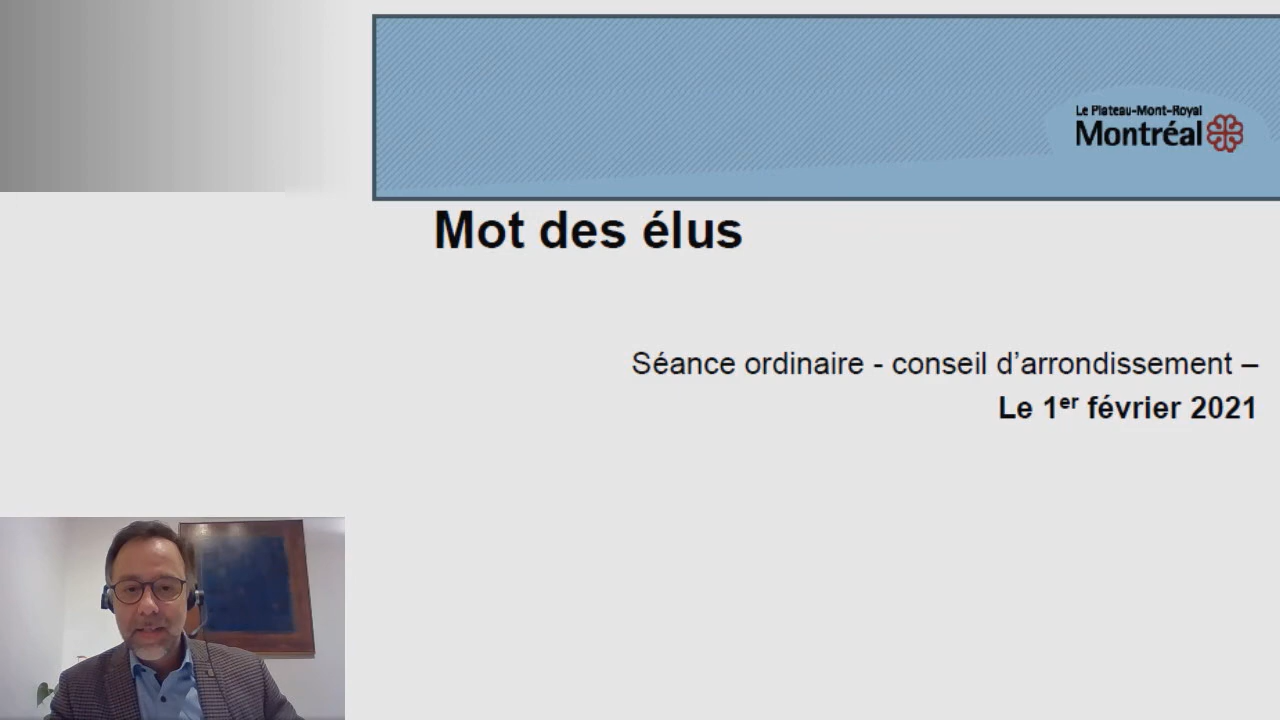 Le Plateau-Mont-Royal
Montréal
Mot des élus
Séance ordinaire - conseil d'arrondissement –
Le 1er février 2021